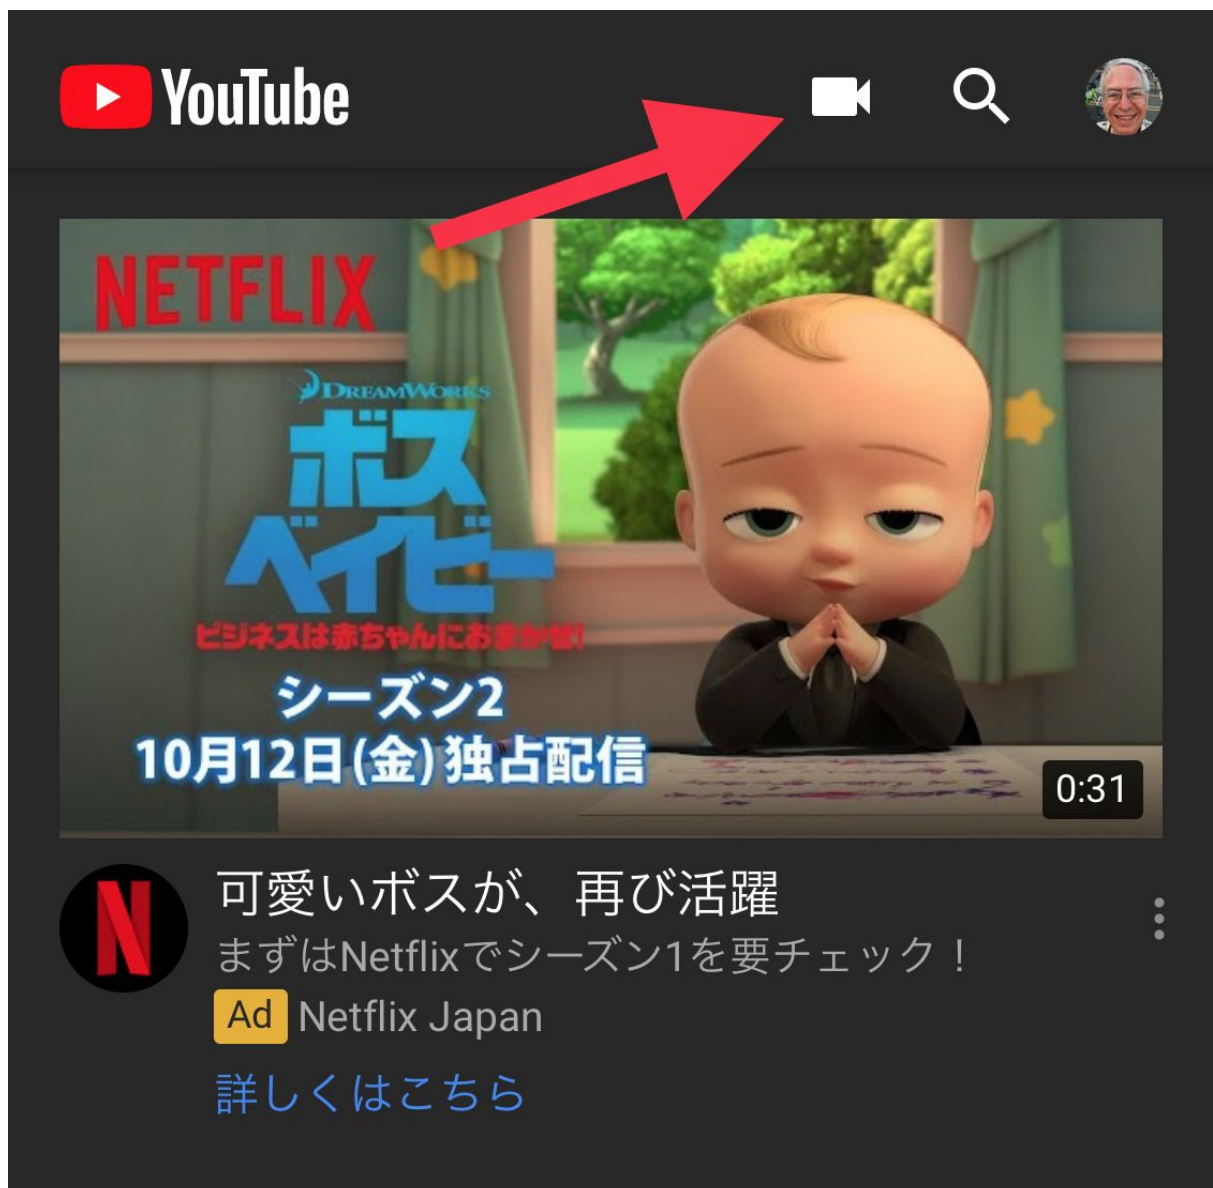 YouTube
NETFLIX
DREAMWORKS
ボス
ベイビー
ビジネスは赤ちゃんにおまかせ!
シーズン2
10月12日(金)独占配信
0:31
可愛いボスが、再び活躍
まずはNetflixでシーズン1を要チェック！
Ad Netflix Japan
詳しくはこちら